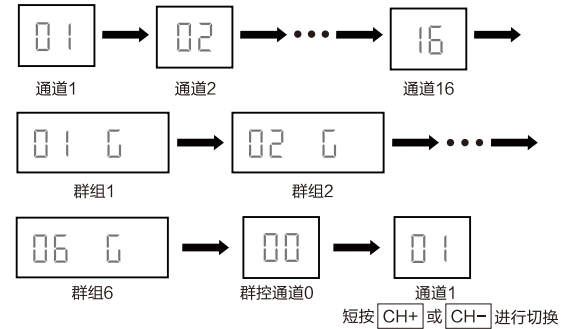 01 02 16
通道1 通道2 通道16
01 G 02 G
群组1 群组2
06 G 00 01
群组6 群控通道0 通道1
短按 CH+ 或 CH- 进行切换